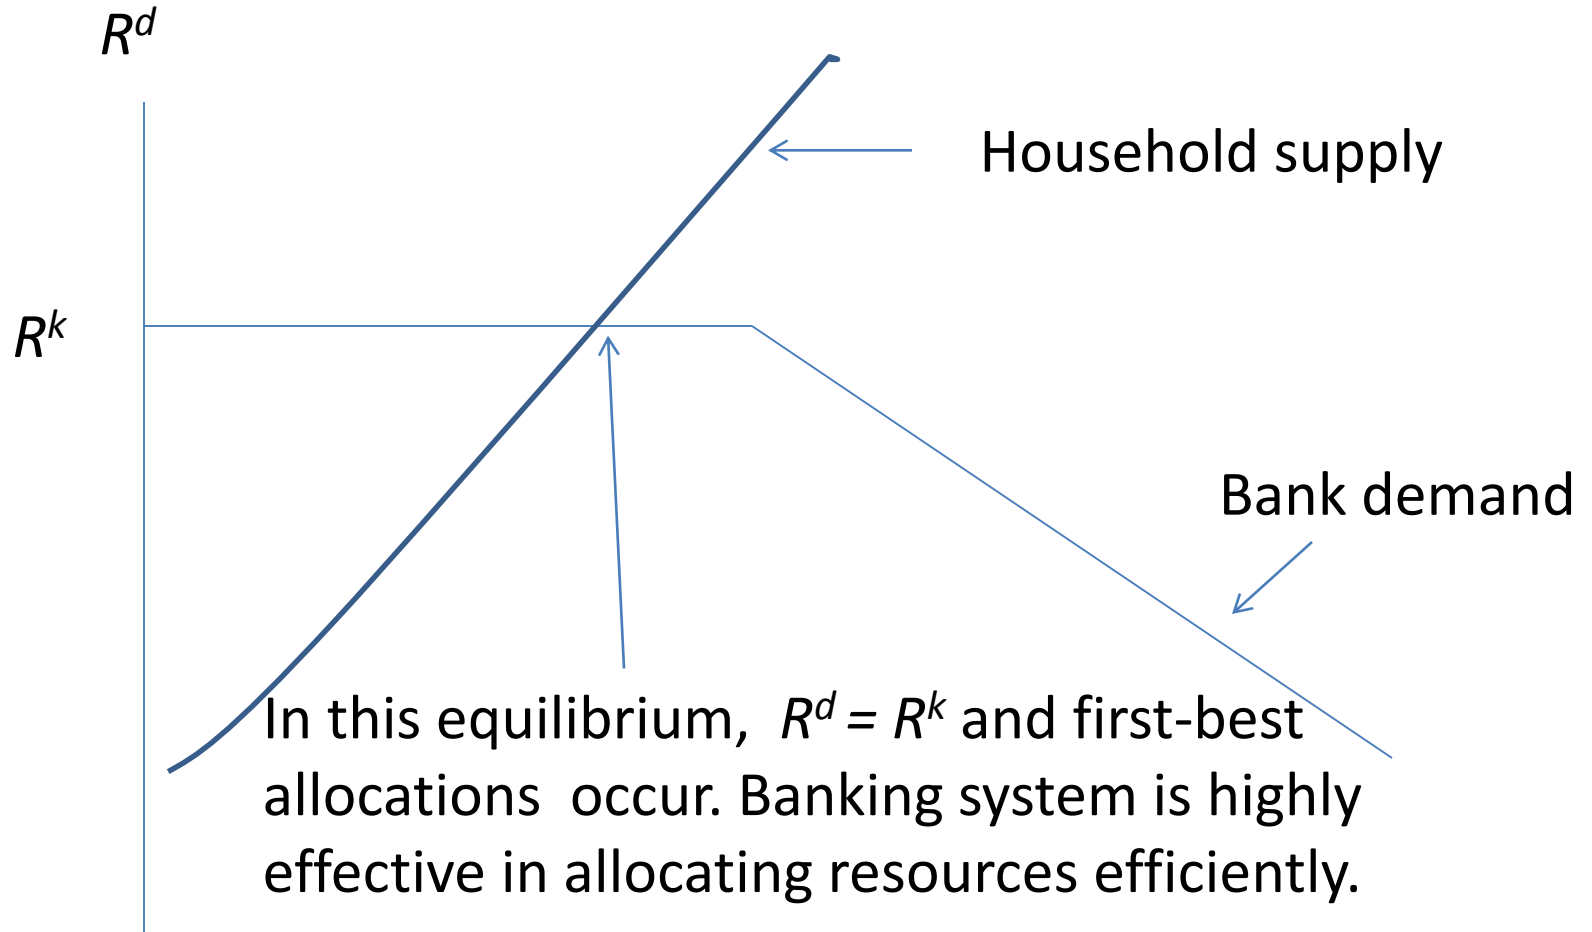 R^d
Household supply
R^k
Bank demand
In this equilibrium, R^d = R^k and first-best
allocations occur. Banking system is highly
effective in allocating resources efficiently.